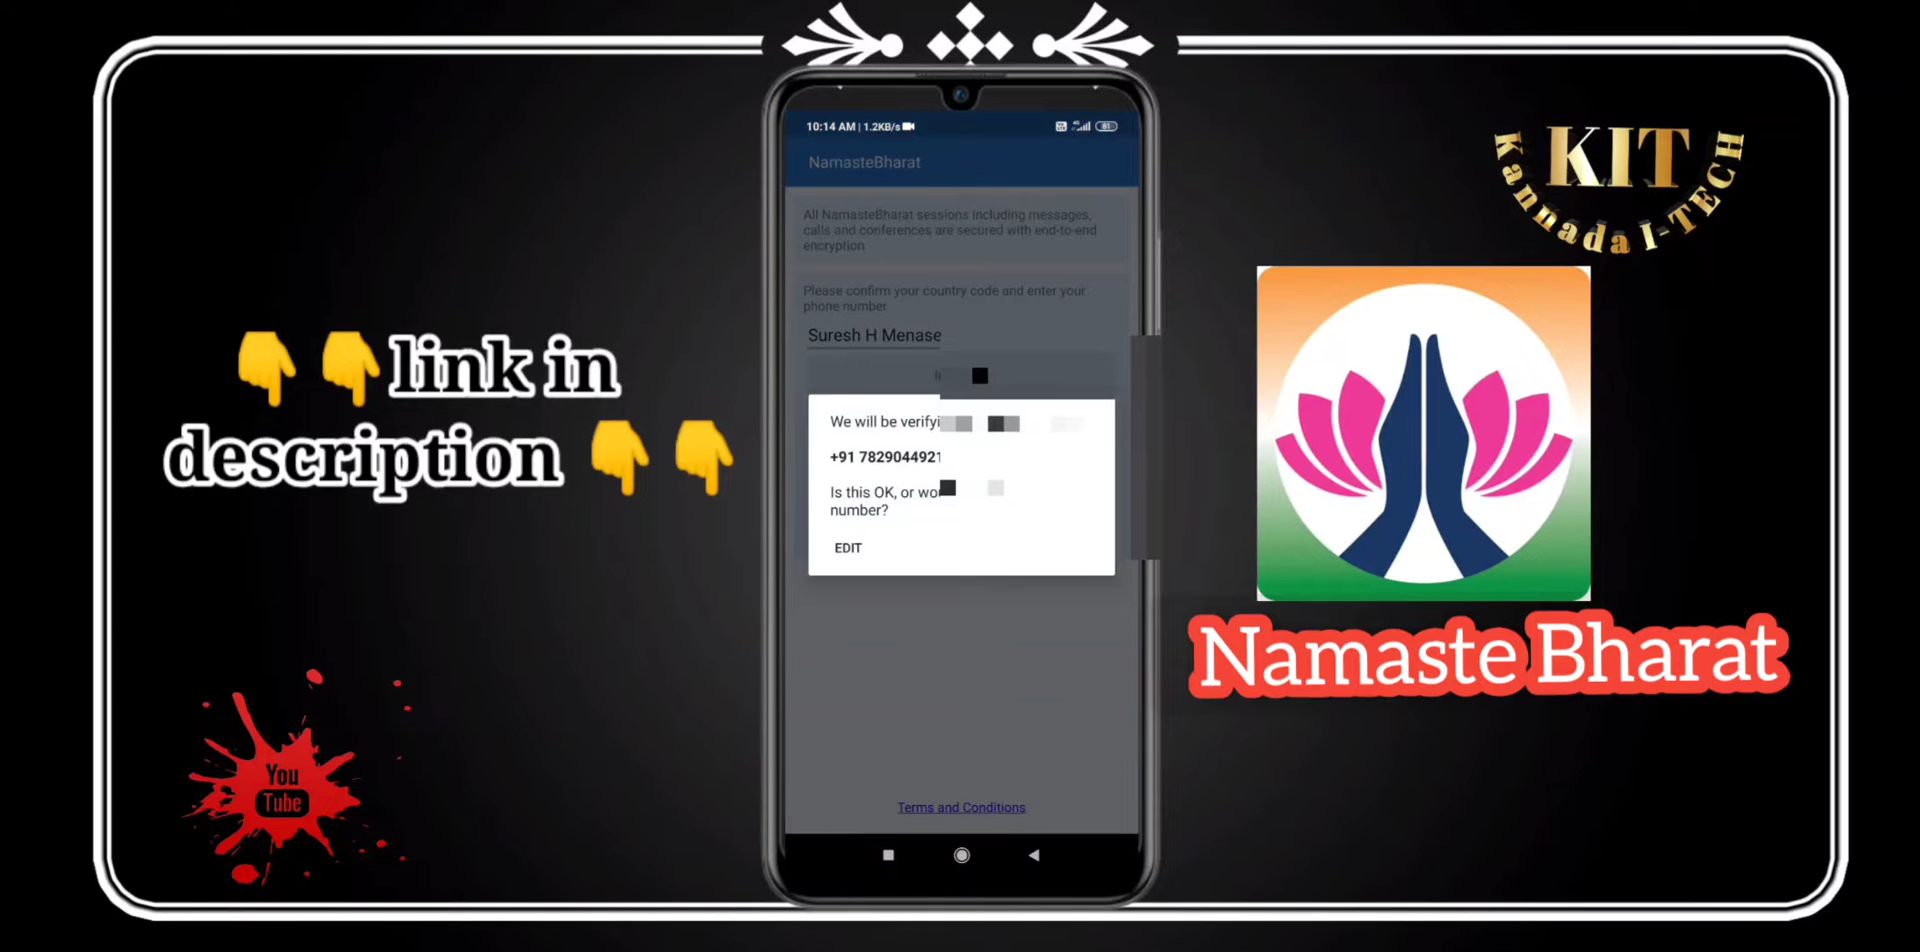 10:14 AM | 1.2KB/s
81
NamasteBharat
All NamasteBharat sessions including messages,
calls and conferences are secured with end-to-end
encryption
Please confirm your country code and enter your
phone number
Suresh H Menase
We will be
+91 7829044921
Is this OK, or
number?
EDIT
Terms and Conditions
👇👇link in
description👇👇
You
Tube
KIT
Kannada I-TECH
Namaste Bharat